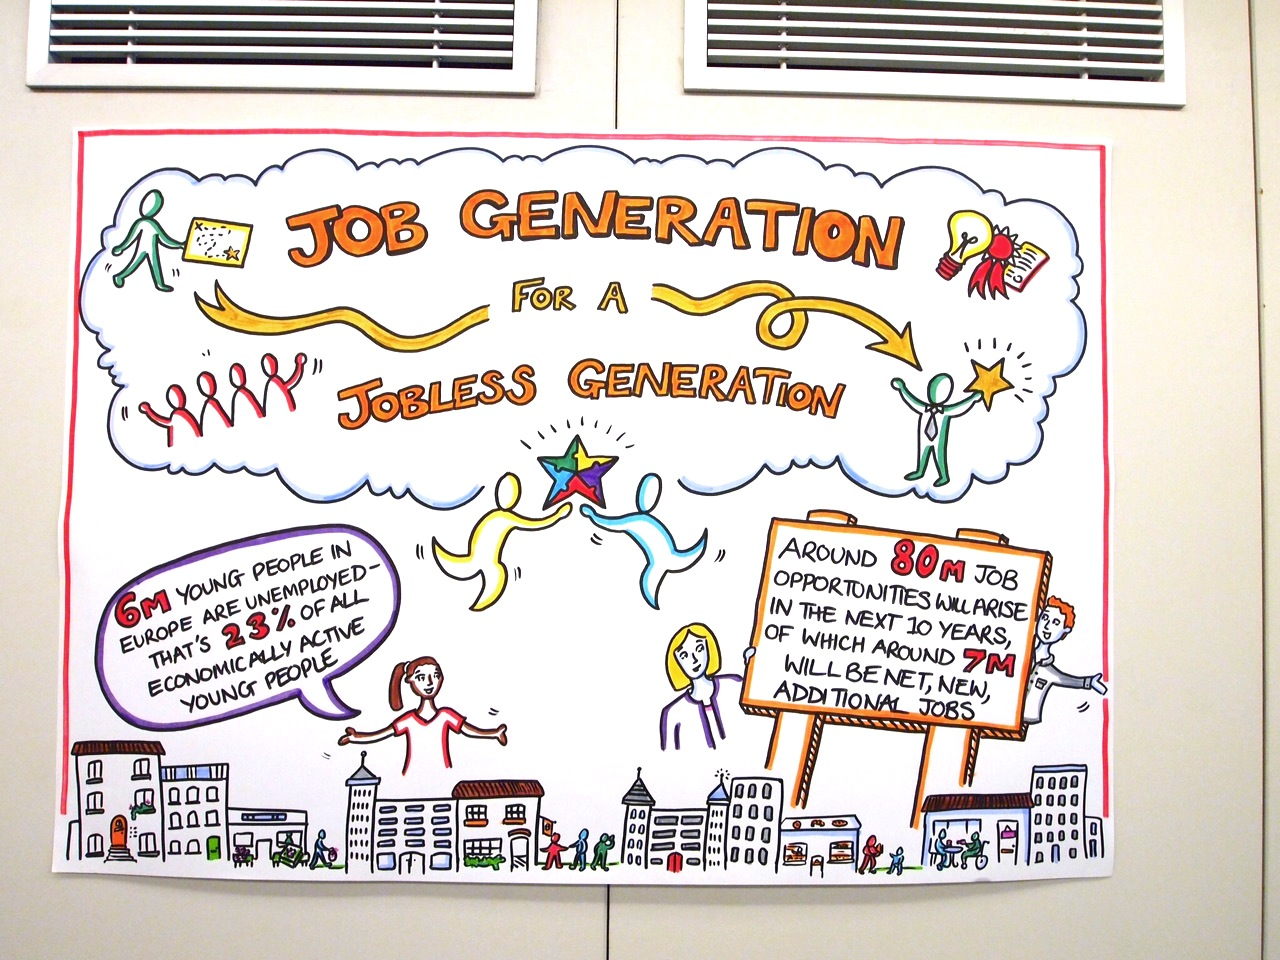 JOB GENERATION
FOR A
JOBLESS GENERATION
6M YOUNG PEOPLE IN
EUROPE ARE UNEMPLOYED-
THAT'S 23% OF ALL
ECONOMICALLY ACTIVE
YOUNG PEOPLE
AROUND 80M JOB
OPPORTUNITIES WILL ARISE
IN THE NEXT 10 YEARS,
OF WHICH AROUND 7M
WILL BE NET, NEW,
ADDITIONAL JOBS